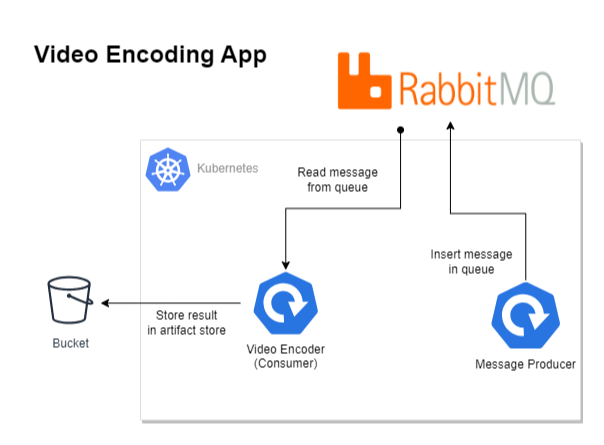 Video Encoding App
RabbitMQ
Kubernetes
Read message
from queue
Insert message
in queue
Store result
in artifact store
Bucket
Video Encoder
(Consumer)
Message Producer